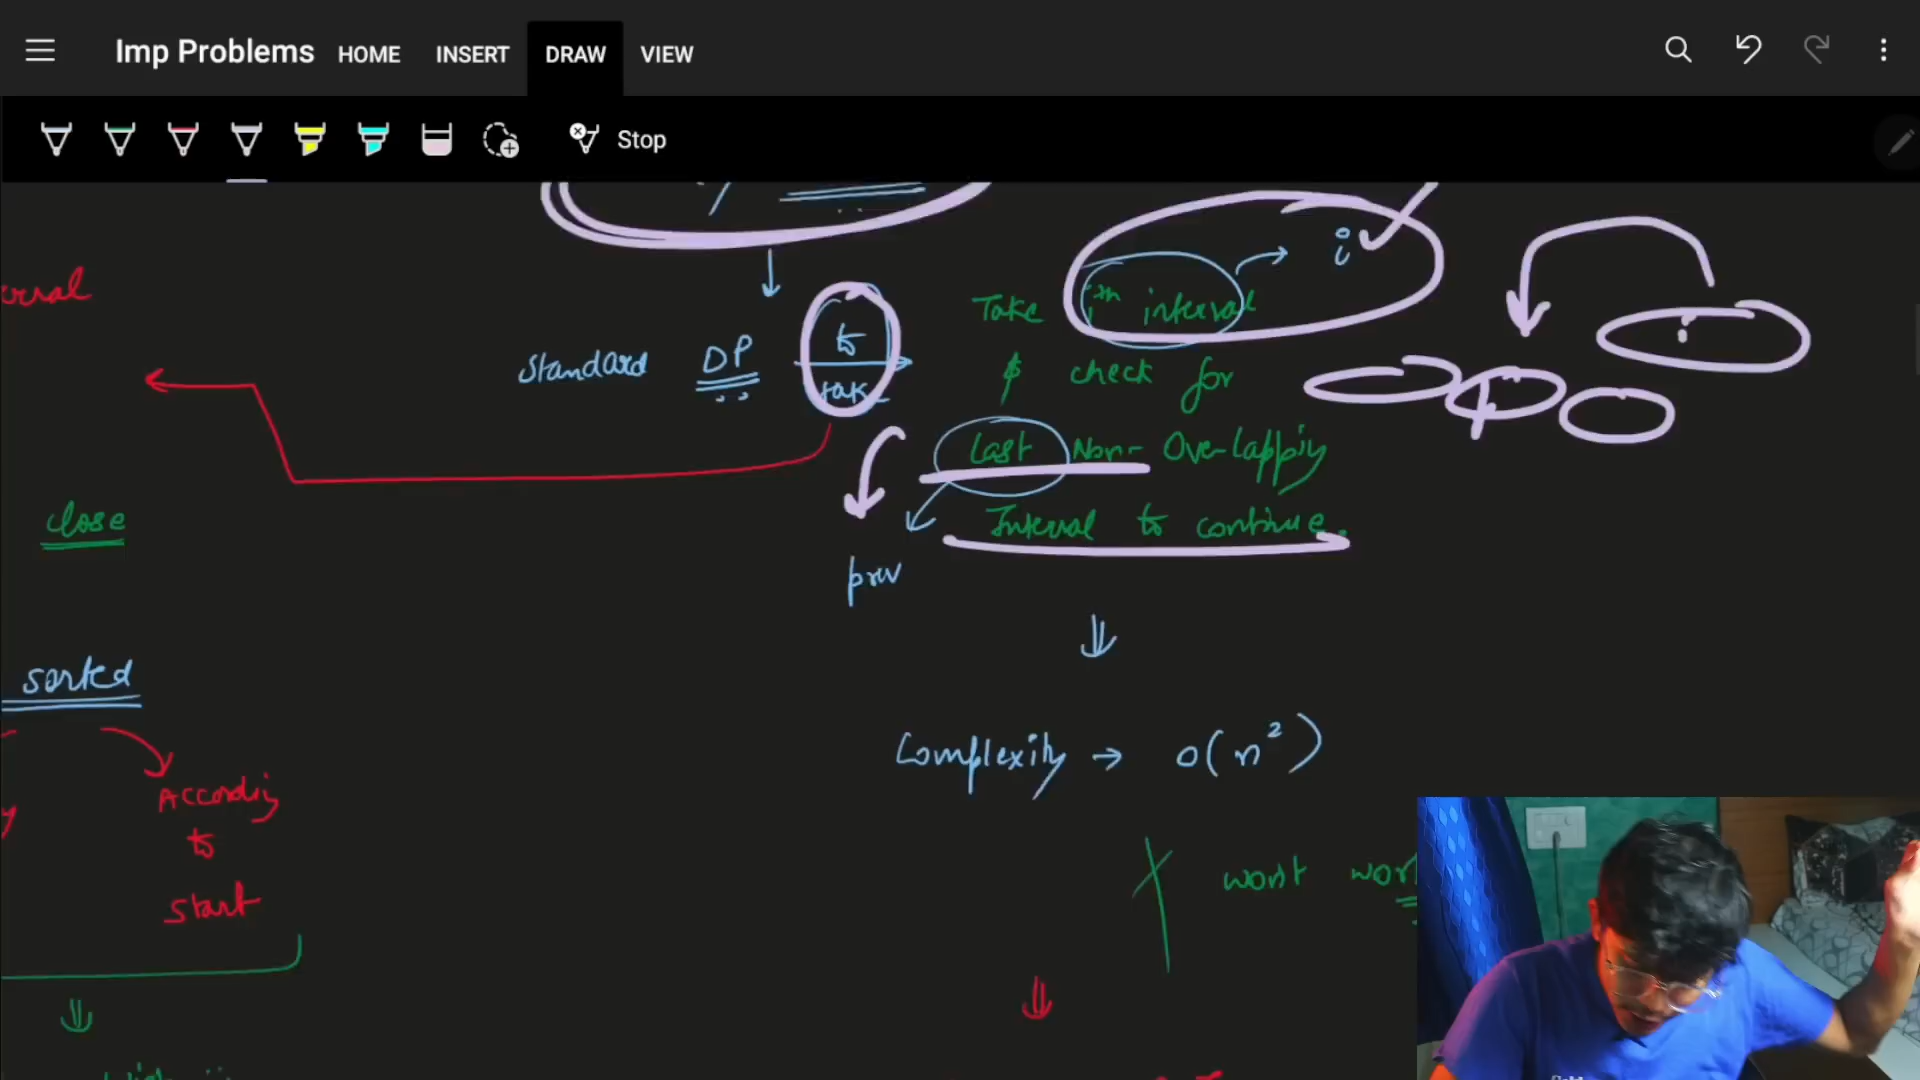 Imp Problems HOME INSERT DRAW VIEW
Stop
i
Take ith interval
i
Standard DP to
take
& check for
Last Non-Overlapping
Interval to continue.
close
prev
sorted
Complexity → O(n²)
According
to
Start
won't